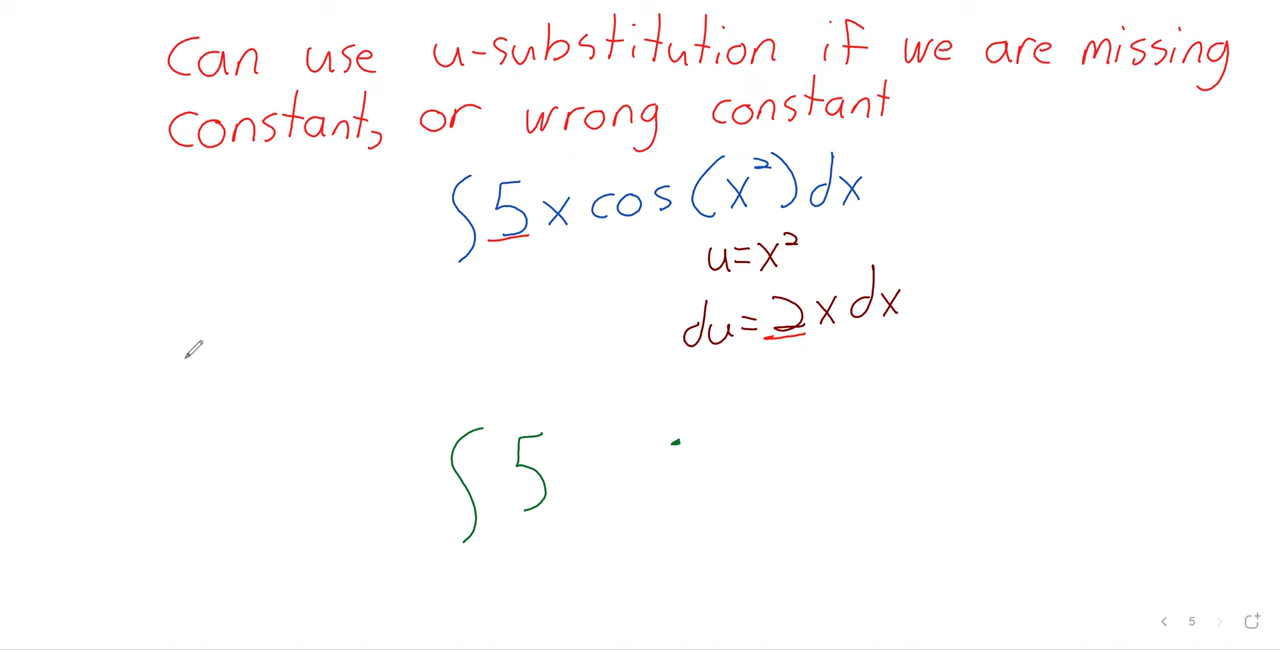 Can use u-substitution if we are missing
constant, or wrong constant
∫5x cos(x²)dx
u=x²
du=2x dx
∫5
< 5 >